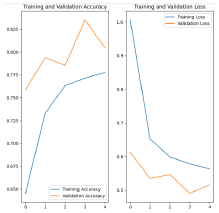 Training and Validation Accuracy
Training and Validation Loss
0.825
0.800
0.775
0.750
0.725
0.700
0.675
0.650
Training Accuracy
Validation Accuracy
0 1 2 3 4
1.0
0.9
0.8
0.7
0.6
0.5
Training Loss
Validation Loss
0 1 2 3 4